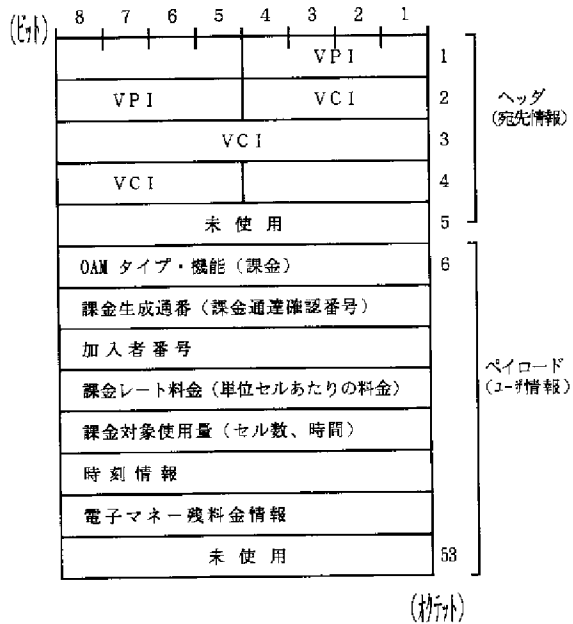 (ビット) 8 7 6 5 4 3 2 1
VPI 1
VPI VCI 2
VCI 3
VCI 4
未使用 5
ヘッダ
(宛先情報)
OAM タイプ・機能(課金) 6
課金生成通番(課金通達確認番号)
加入者番号
課金レート料金(単位セルあたりの料金)
課金対象使用量(セル数、時間)
時刻情報
電子マネー残料金情報
未使用 53
ペイロード
(ユーザ情報)
(オクテット)